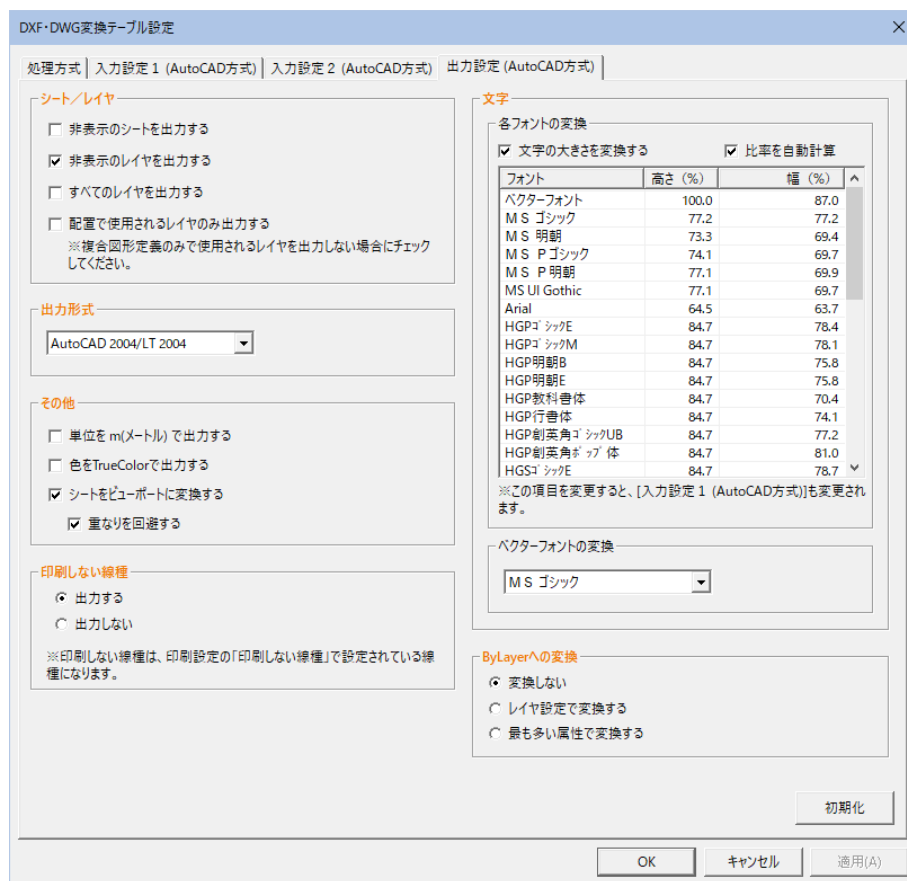 DXF・DWG変換テーブル設定
処理方式
入力設定 1 (AutoCAD方式)
入力設定 2 (AutoCAD方式)
出力設定 (AutoCAD方式)
シート／レイヤ
非表示のシートを出力する
非表示のレイヤを出力する
すべてのレイヤを出力する
配置で使用されるレイヤのみ出力する
※複合図形定義のみで使用されるレイヤを出力しない場合にチェック
してください。
出力形式
AutoCAD 2004/LT 2004
その他
単位を m(メートル) で出力する
色をTrueColorで出力する
シートをビューポートに変換する
重なりを回避する
印刷しない線種
出力する
出力しない
※印刷しない線種は、印刷設定の「印刷しない線種」で設定されている線
種になります。
文字
各フォントの変換
文字の大きさを変換する
比率を自動計算
フォント 高さ (%) 幅 (%)
ベクターフォント 100.0 87.0
ＭＳ ゴシック 77.2 77.2
ＭＳ 明朝 73.3 69.4
ＭＳ Ｐゴシック 74.1 69.7
ＭＳ Ｐ明朝 77.1 69.9
MS UI Gothic 77.1 69.7
Arial 64.5 63.7
HGPｺﾞｼｯｸE 84.7 78.4
HGPｺﾞｼｯｸM 84.7 78.1
HGP明朝B 84.7 75.8
HGP明朝E 84.7 75.8
HGP教科書体 84.7 70.4
HGP行書体 84.7 74.1
HGP創英角ｺﾞｼｯｸUB 84.7 77.2
HGP創英角ﾎﾟｯﾌﾟ体 84.7 81.0
HGSｺﾞｼｯｸE 84.7 78.7
※この項目を変更すると、[入力設定 1 (AutoCAD方式)]も変更され
ます。
ベクターフォントの変換
ＭＳ ゴシック
ByLayerへの変換
変換しない
レイヤ設定で変換する
最も多い属性で変換する
初期化
OK
キャンセル
適用(A)